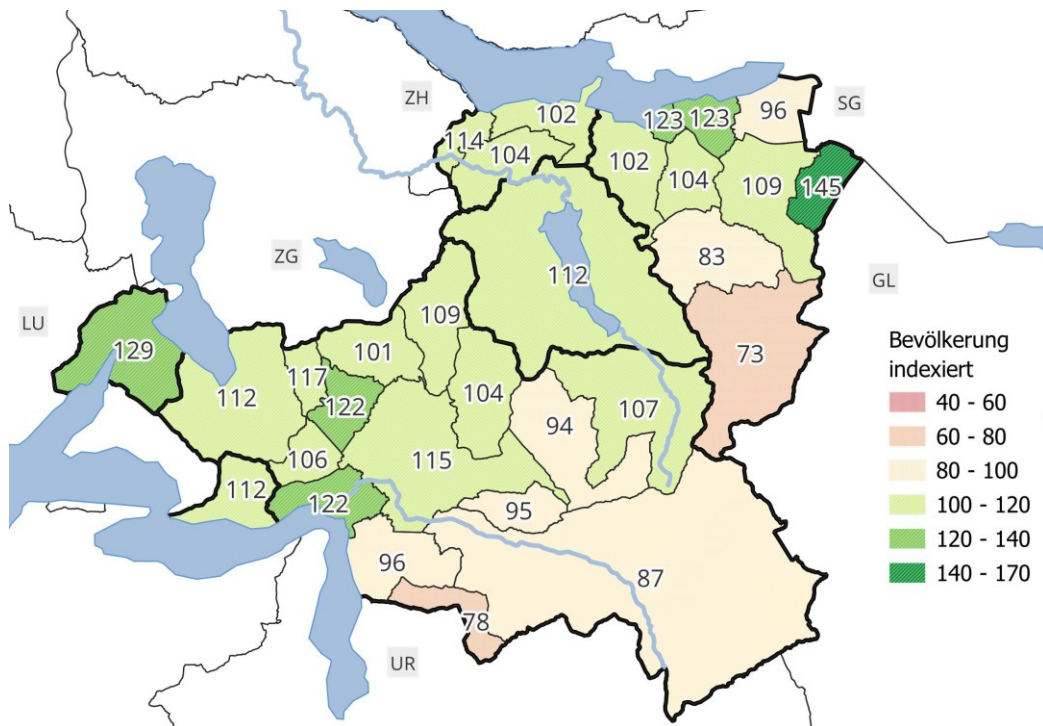 ZH
SG
102
96
123
123
114
104
102
104
109
145
ZG
83
112
GL
109
LU
129
101
73
117
112
104
122
107
94
106
115
112
122
95
96
87
78
UR
Bevölkerung
indexiert
40 - 60
60 - 80
80 - 100
100 - 120
120 - 140
140 - 170